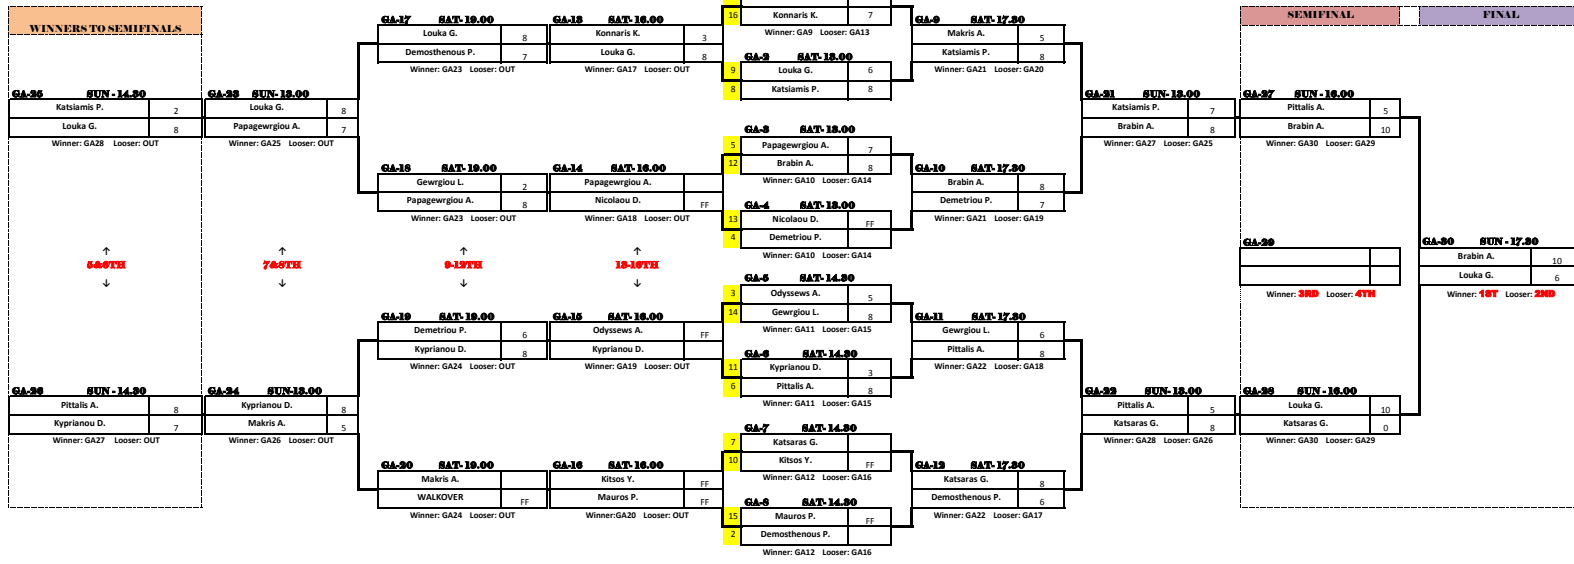 WINNERS TO SEMIFINALS
GA-25 SUN - 14.30
Katsiamis P. 2
Louka G. 8
Winner: GA28 Looser: OUT
5&6TH
GA-26 SUN - 14.30
Pittalis A. 8
Kyprianou D. 7
Winner: GA27 Looser: OUT
GA-23 SUN- 13.00
Louka G. 8
Papagewrgiou A. 7
Winner: GA25 Looser: OUT
7&8TH
GA-24 SUN-13.00
Kyprianou D. 8
Makris A. 5
Winner: GA26 Looser: OUT
GA-17 SAT- 19.00
Louka G. 8
Demosthenous P. 7
Winner: GA23 Looser: OUT
GA-18 SAT- 19.00
Gewrgiou L. 2
Papagewrgiou A. 8
Winner: GA23 Looser: OUT
9-12TH
GA-19 SAT- 19.00
Demetriou P. 6
Kyprianou D. 8
Winner: GA24 Looser: OUT
GA-20 SAT- 19.00
Makris A.
WALKOVER FF
Winner: GA24 Looser: OUT
GA-13 SAT- 16.00
Konnaris K. 3
Louka G. 8
Winner: GA17 Looser: OUT
GA-14 SAT- 16.00
Papagewrgiou A.
Nicolaou D. FF
Winner: GA18 Looser: OUT
13-16TH
GA-15 SAT- 16.00
Odyssews A. FF
Kyprianou D.
Winner: GA19 Looser: OUT
GA-16 SAT- 16.00
Kitsos Y. FF
Mauros P. FF
Winner:GA20 Looser: OUT
16 Konnaris K. 7
Winner: GA9 Looser: GA13
GA-2 SAT- 13.00
9 Louka G. 6
8 Katsiamis P. 8
GA-3 SAT- 13.00
5 Papagewrgiou A. 7
12 Brabin A. 8
Winner: GA10 Looser: GA14
GA-4 SAT- 13.00
13 Nicolaou D. FF
4 Demetriou P.
Winner: GA10 Looser: GA14
GA-5 SAT- 14.30
3 Odyssews A. 5
14 Gewrgiou L. 8
Winner: GA11 Looser: GA15
GA-6 SAT- 14.30
11 Kyprianou D. 3
6 Pittalis A. 8
Winner: GA11 Looser: GA15
GA-7 SAT- 14.30
7 Katsaras G.
10 Kitsos Y. FF
Winner: GA12 Looser: GA16
GA-8 SAT- 14.30
15 Mauros P. FF
2 Demosthenous P.
Winner: GA12 Looser: GA16
GA-9 SAT- 17.30
Makris A. 5
Katsiamis P. 8
Winner: GA21 Looser: GA20
GA-10 SAT- 17.30
Brabin A. 8
Demetriou P. 7
Winner: GA21 Looser: GA19
GA-11 SAT- 17.30
Gewrgiou L. 6
Pittalis A. 8
Winner: GA22 Looser: GA18
GA-12 SAT- 17.30
Katsaras G. 8
Demosthenous P. 6
Winner: GA22 Looser: GA17
GA-21 SUN- 13.00
Katsiamis P. 7
Brabin A. 8
Winner: GA27 Looser: GA25
GA-22 SUN- 13.00
Pittalis A. 5
Katsaras G. 8
Winner: GA28 Looser: GA26
SEMIFINAL
GA-27 SUN - 16.00
Pittalis A. 5
Brabin A. 10
Winner: GA30 Looser: GA29
GA-29
Winner: 3RD Looser: 4TH
GA-28 SUN - 16.00
Louka G. 10
Katsaras G. 0
Winner: GA30 Looser: GA29
FINAL
GA-30 SUN - 17.30
Brabin A. 10
Louka G. 6
Winner: 1ST Looser: 2ND